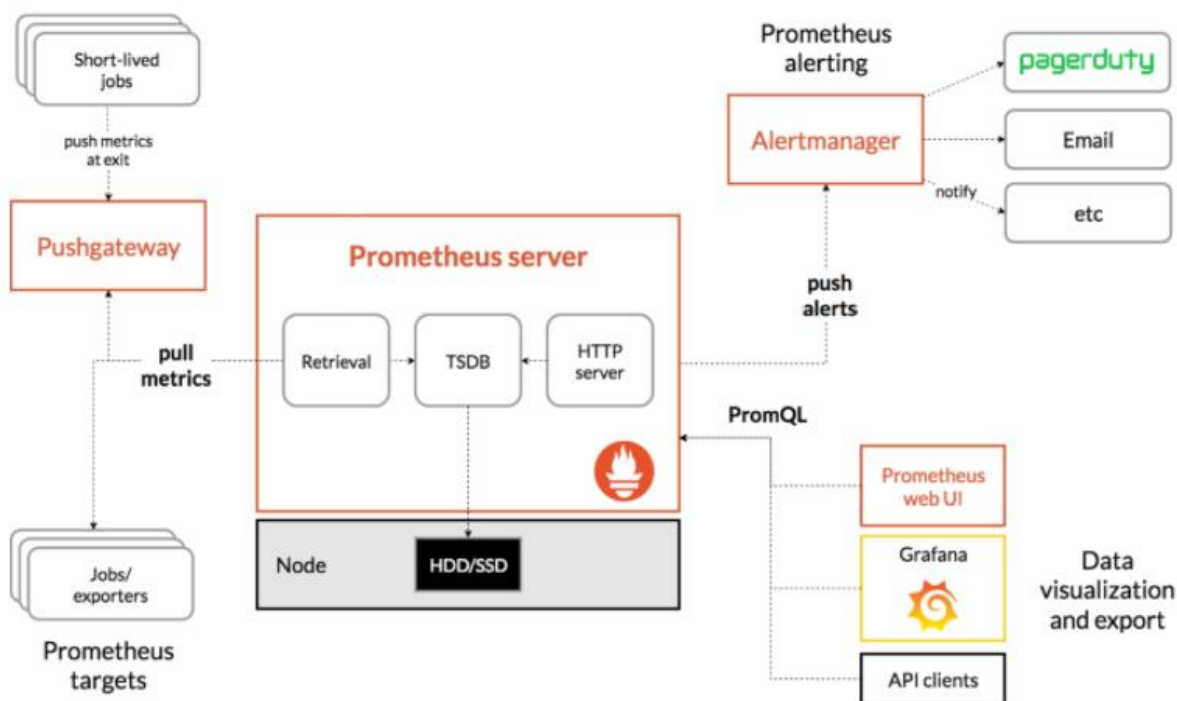 Short-lived
jobs
push metrics
at exit
Pushgateway
pull
metrics
Jobs/
exporters
Prometheus
targets
Prometheus server
Retrieval
TSDB
HTTP
server
Node
HDD/SSD
Prometheus
alerting
Alertmanager
pagerduty
Email
notify
etc
push
alerts
PromQL
Prometheus
web UI
Grafana
API clients
Data
visualization
and export